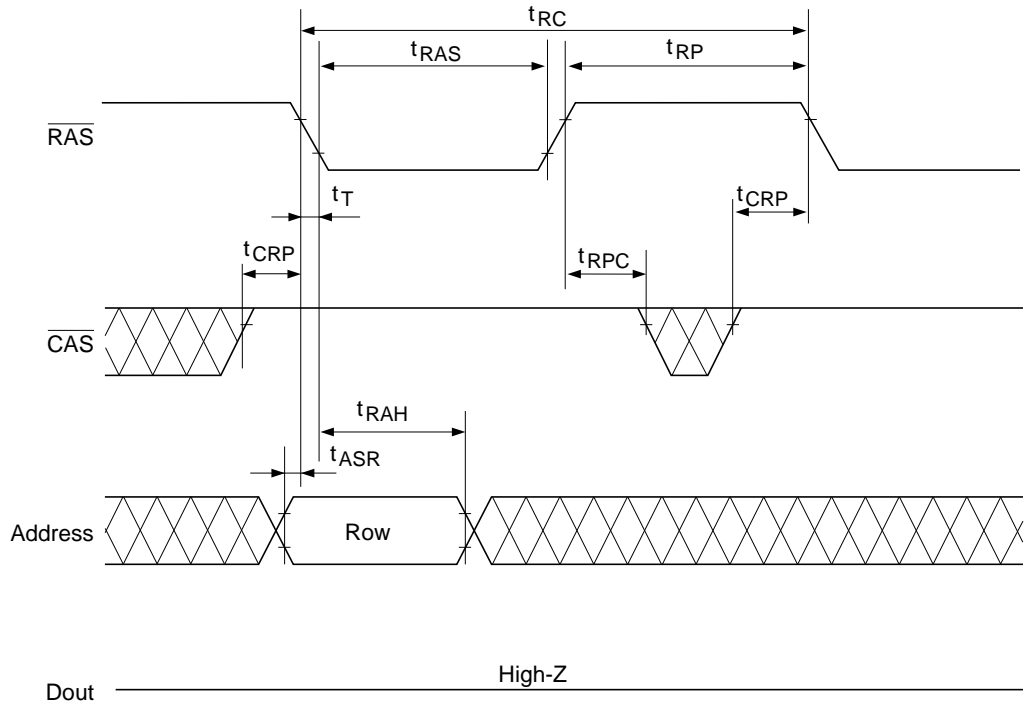 tRC
tRAS
tRP
RAS
tT
tCRP
tCRP
tRPC
CAS
tRAH
tASR
Address
Row
High-Z
Dout